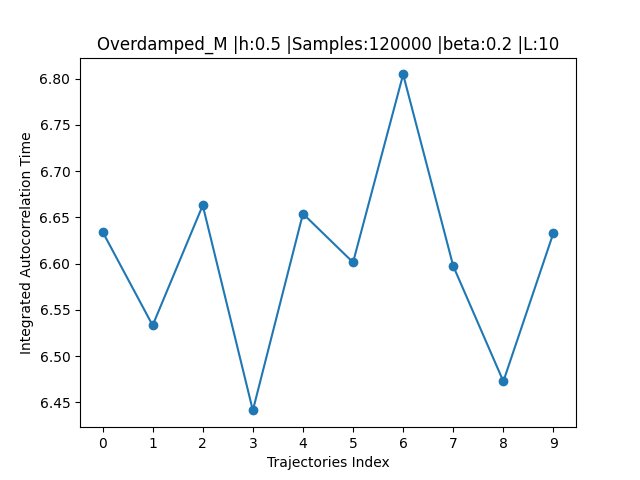 Overdamped_M |h:0.5 |Samples:120000 |beta:0.2 |L:10
Integrated Autocorrelation Time
6.80
6.75
6.70
6.65
6.60
6.55
6.50
6.45
0 1 2 3 4 5 6 7 8 9
Trajectories Index